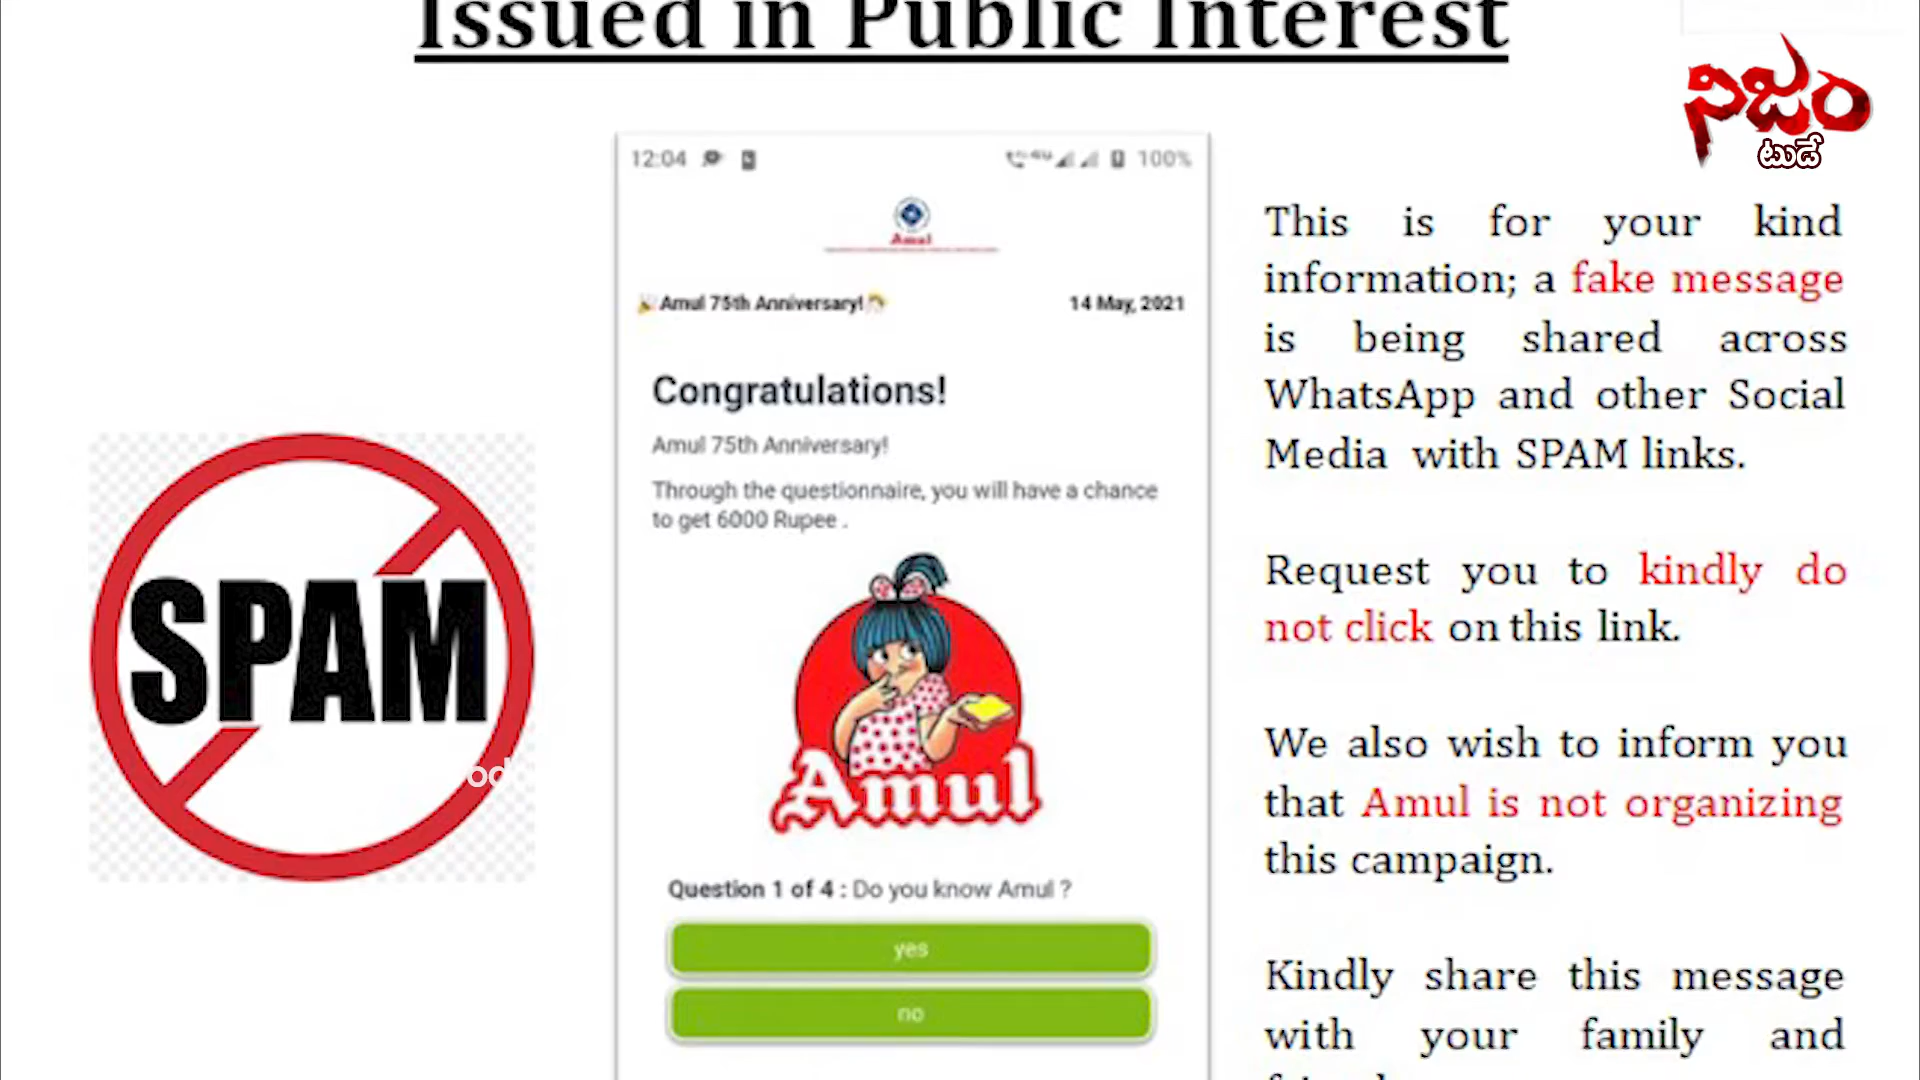 Issued in Public Interest
నిజం
టుడే
12:04
100%
Amul
Amul 75th Anniversary!
14 May, 2021
Congratulations!
Amul 75th Anniversary!
Through the questionnaire, you will have a chance
to get 6000 Rupee .
Amul
Question 1 of 4 : Do you know Amul ?
yes
no
SPAM
This is for your kind
information; a fake message
is being shared across
WhatsApp and other Social
Media with SPAM links.
Request you to kindly do
not click on this link.
We also wish to inform you
that Amul is not organizing
this campaign.
Kindly share this message
with your family and